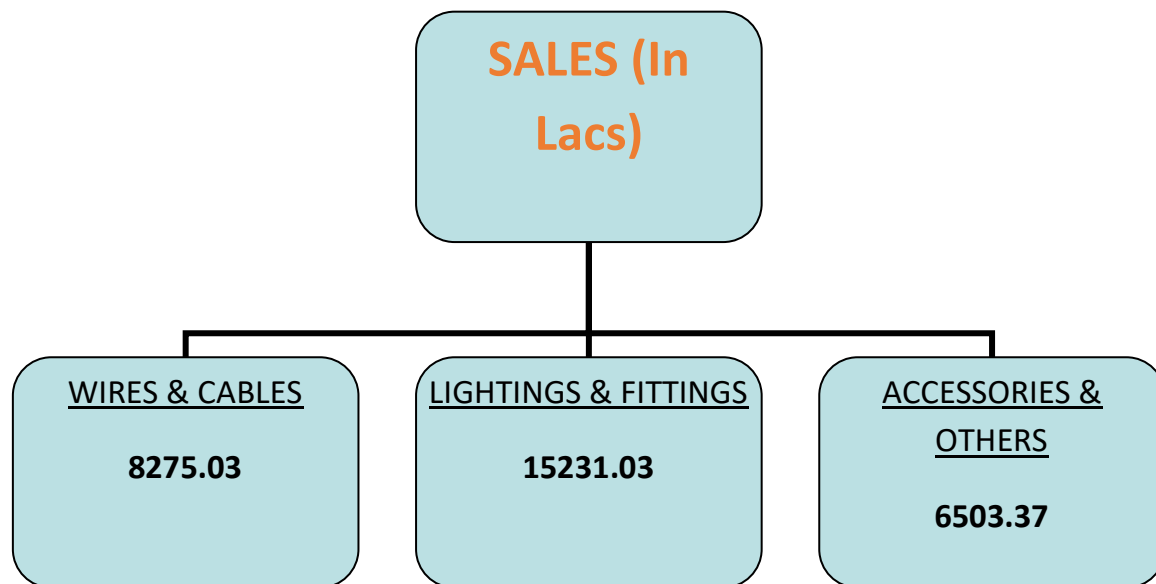 SALES (In
Lacs)
WIRES & CABLES
8275.03
LIGHTINGS & FITTINGS
15231.03
ACCESSORIES &
OTHERS
6503.37